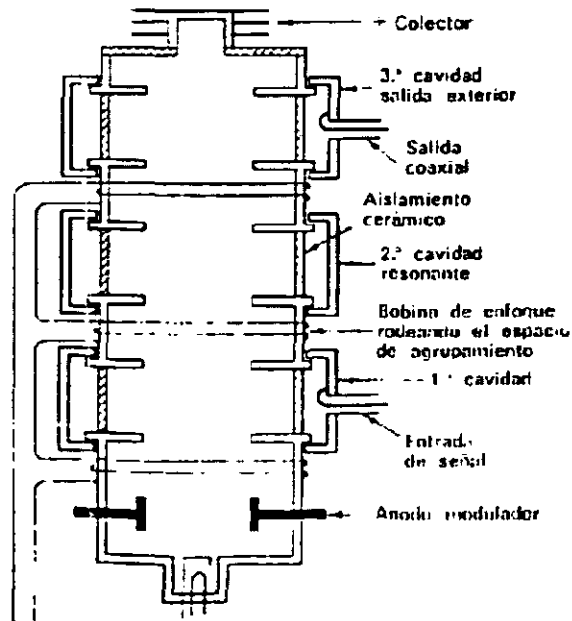 Colector
3.ª cavidad
salida exterior
Salida
coaxial
Aislamiento
cerámico
2.ª cavidad
resonante
Bobina de enfoque
rodeando el espacio
de agrupamiento
1.ª cavidad
Entrada
de señal
Anodo modulador